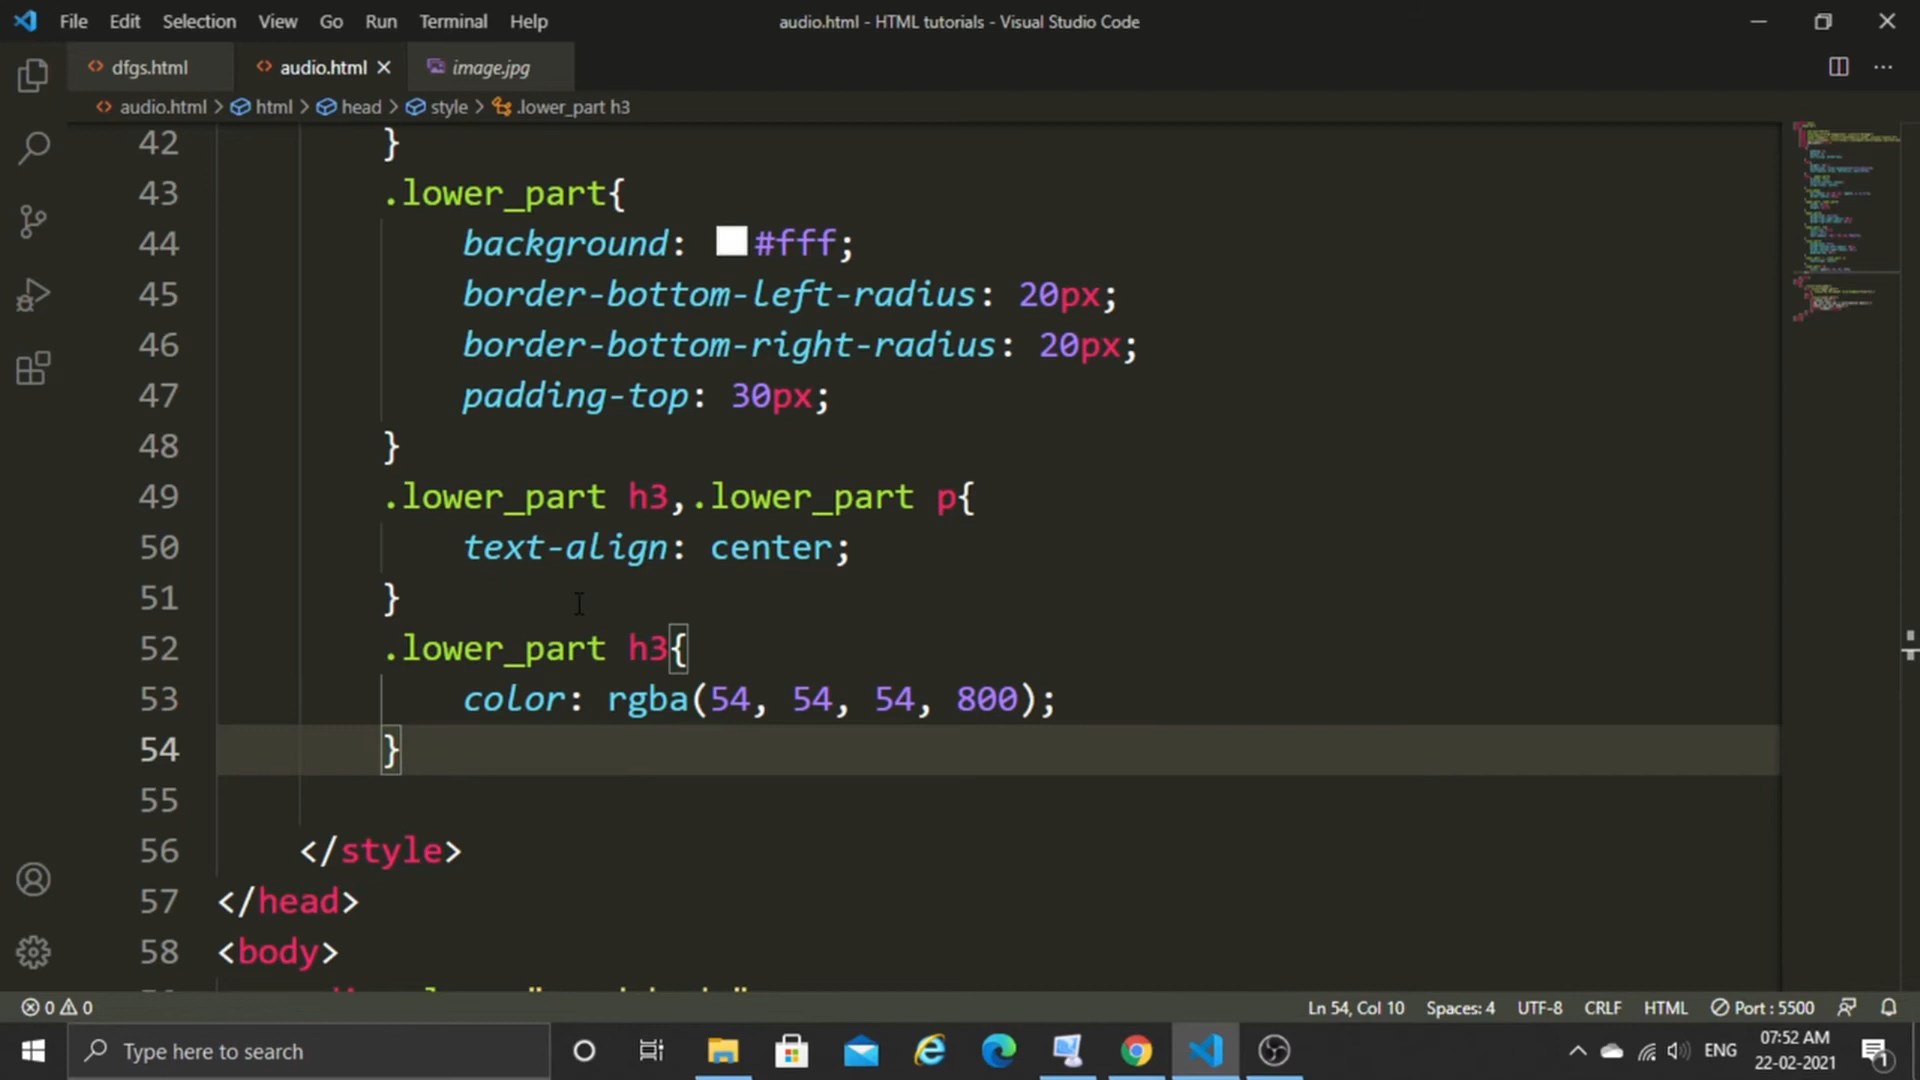 File Edit Selection View Go Run Terminal Help audio.html - HTML tutorials - Visual Studio Code
dfgs.html audio.html image.jpg
audio.html > html > head > style > .lower_part h3
42 }
43 .lower_part{
44 background: #fff;
45 border-bottom-left-radius: 20px;
46 border-bottom-right-radius: 20px;
47 padding-top: 30px;
48 }
49 .lower_part h3,.lower_part p{
50 text-align: center;
51 }
52 .lower_part h3{
53 color: rgba(54, 54, 54, 800);
54 }
55
56 </style>
57 </head>
58 <body>
0 0 Ln 54, Col 10 Spaces: 4 UTF-8 CRLF HTML Port : 5500
Type here to search ENG 07:52 AM
22-02-2021 1